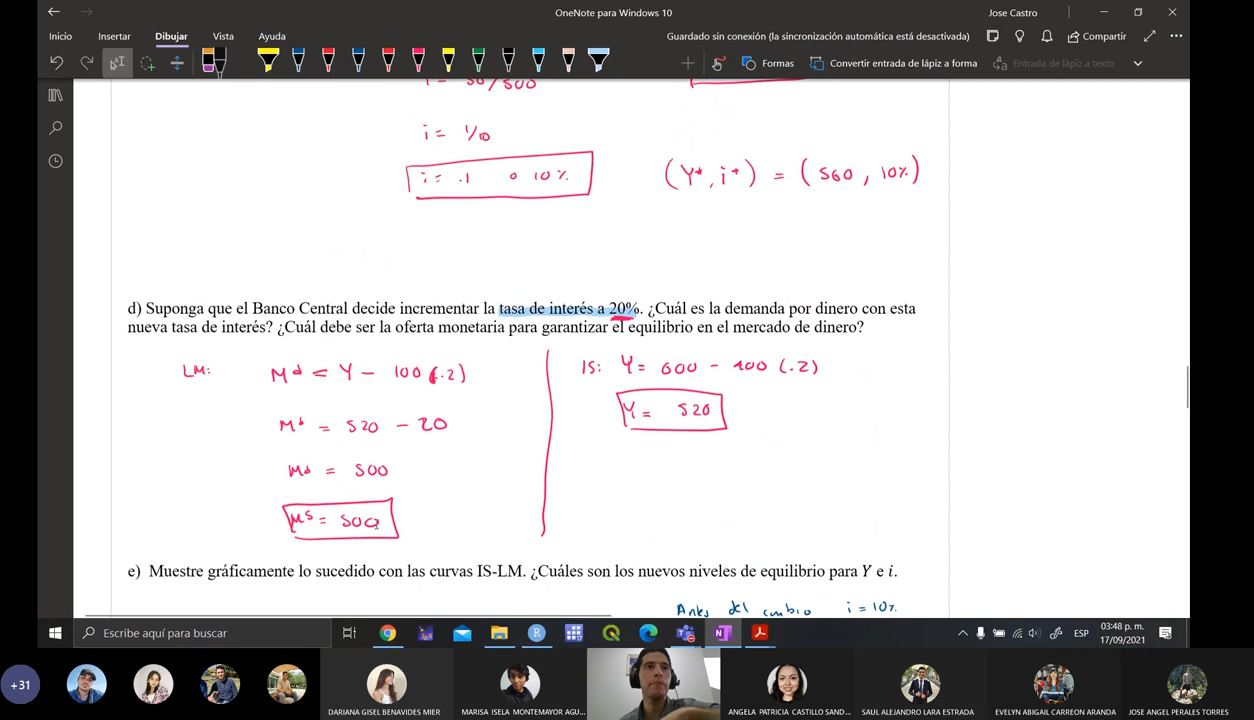 OneNote para Windows 10
Jose Castro
Inicio
Insertar
Dibujar
Vista
Ayuda
Guardado sin conexión (la sincronización automática está desactivada)
Compartir
Formas
Convertir entrada de lápiz a forma
Entrada de lápiz a texto
i = 50/500
i = 1/10
i = .1 o 10%
(Y*, i*) = (560, 10%)
d) Suponga que el Banco Central decide incrementar la tasa de interés a 20%. ¿Cuál es la demanda por dinero con esta
nueva tasa de interés? ¿Cuál debe ser la oferta monetaria para garantizar el equilibrio en el mercado de dinero?
LM: Md = Y - 100 (.2)
Md = 520 - 20
Md = 500
Ms = 500
IS: Y = 600 - 400 (.2)
Y = 520
e) Muestre gráficamente lo sucedido con las curvas IS-LM. ¿Cuáles son los nuevos niveles de equilibrio para Y e i.
Antes del cambio i = 10%
Escribe aquí para buscar
ESP
03:48 p. m.
17/09/2021
+31
DARIANA GISEL BENAVIDES MIER
MARISA ISELA MONTEMAYOR AGU...
ANGELA PATRICIA CASTILLO SAND...
SAUL ALEJANDRO LARA ESTRADA
EVELYN ABIGAIL CARREON ARANDA
JOSE ANGEL PERALES TORRES